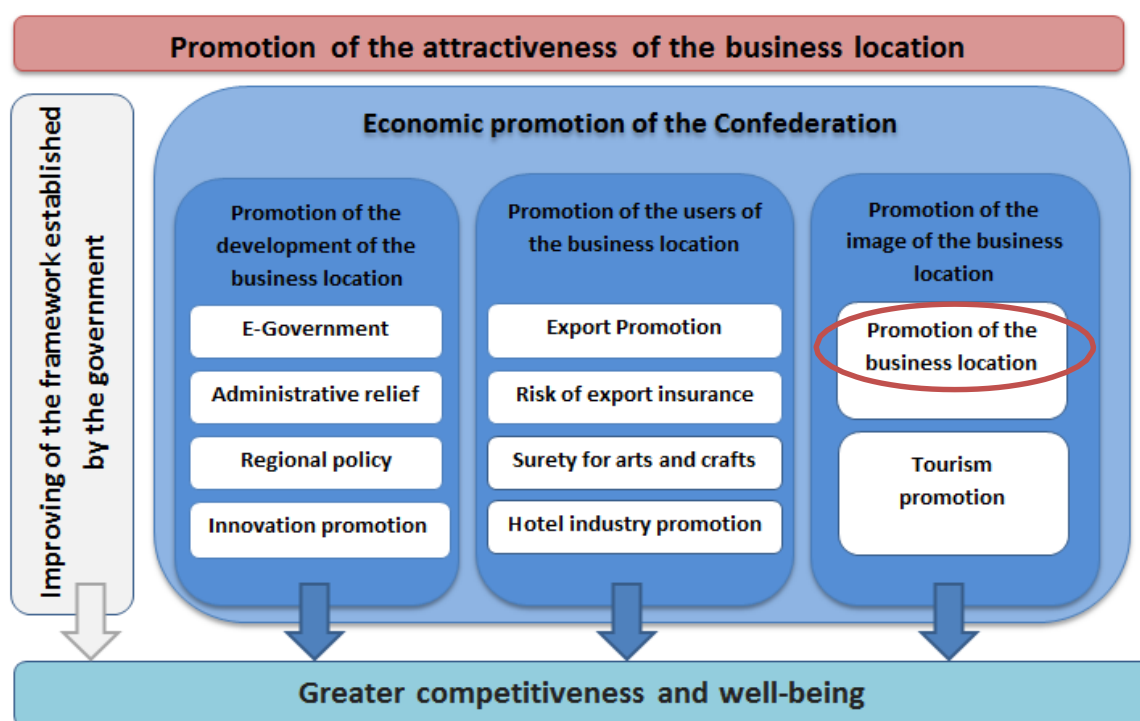 Promotion of the attractiveness of the business location
Improving of the framework established
by the government
Economic promotion of the Confederation
Promotion of the
development of the
business location
E-Government
Administrative relief
Regional policy
Innovation promotion
Promotion of the users of
the business location
Export Promotion
Risk of export insurance
Surety for arts and crafts
Hotel industry promotion
Promotion of the
image of the business
location
Promotion of the
business location
Tourism
promotion
Greater competitiveness and well-being